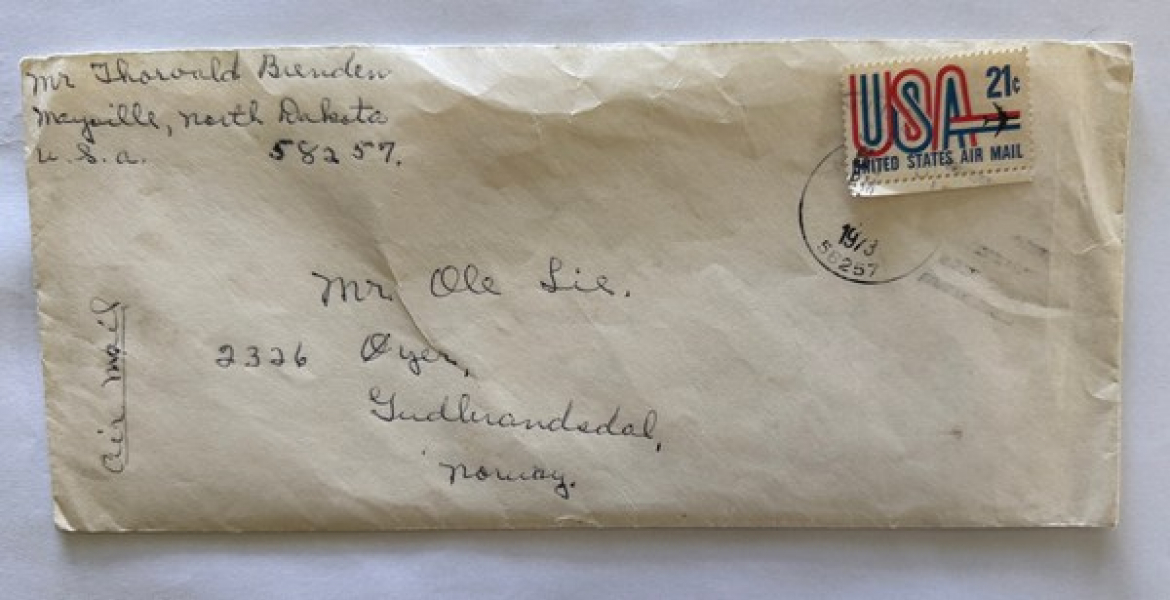 Mr Thorvald Brenden
Mayville, North Dakota
U.S.a. 58257.
USA 21c
UNITED STATES AIR MAIL
1973
58257
Mr. Ole Lie.
2326 Øyer,
Gudbrandsdal,
Norway.
Air Mail